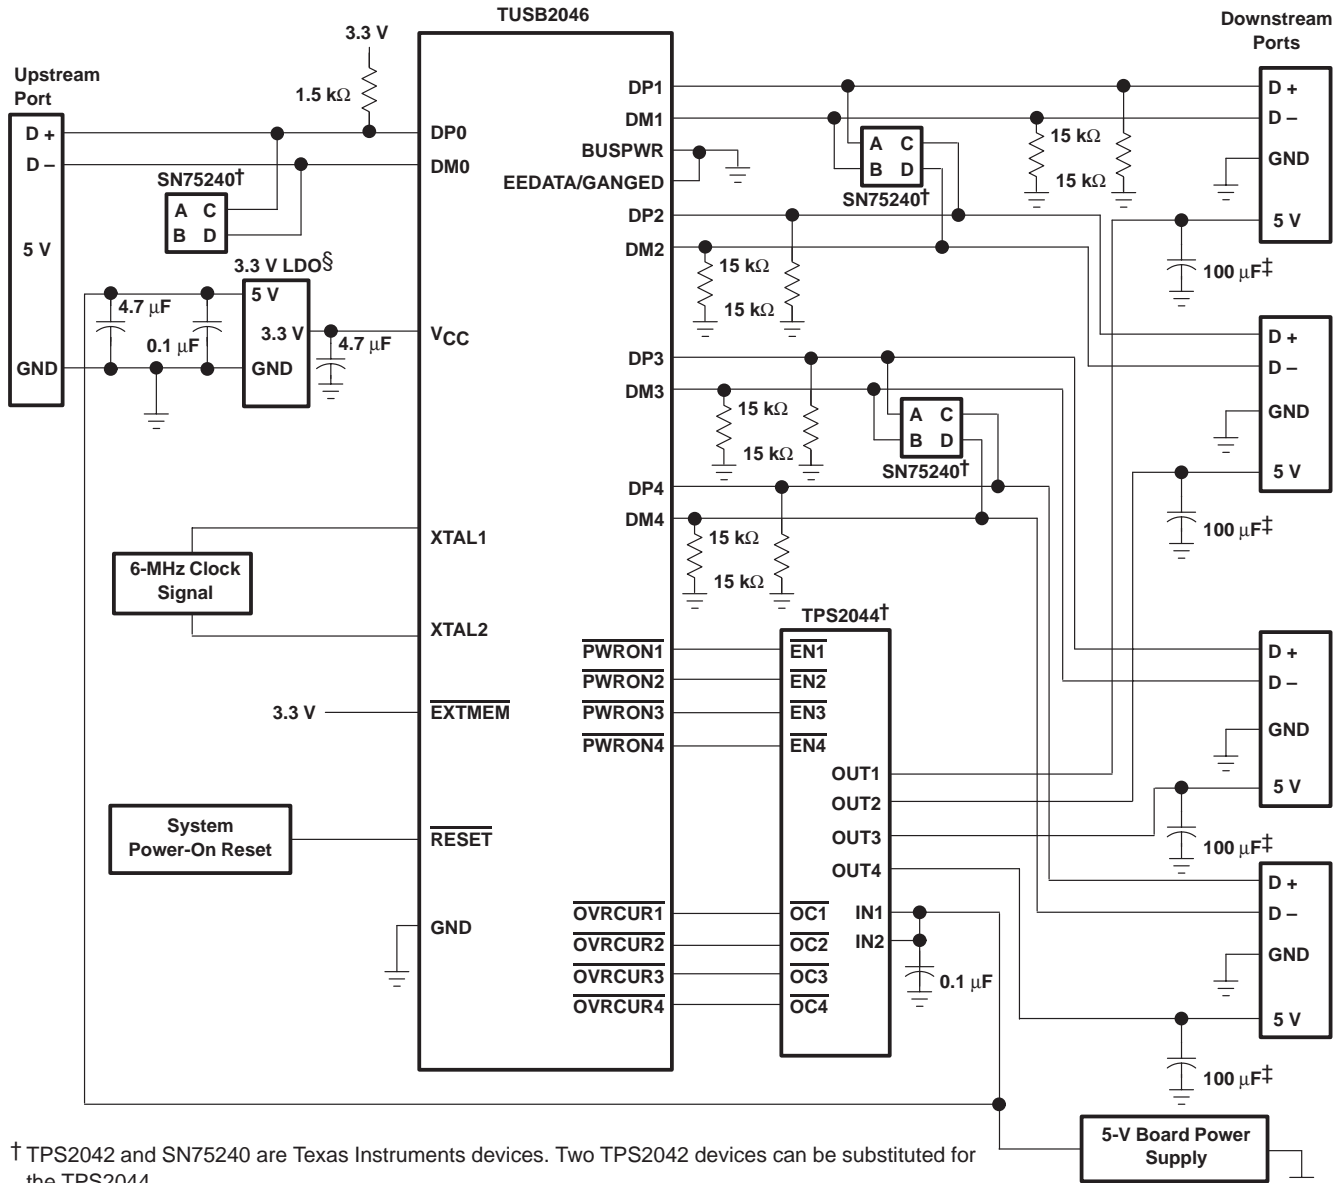 TUSB2046
Downstream
Ports
3.3 V
Upstream
Port
1.5 kΩ
D +
D –
5 V
GND
SN75240†
A C
B D
3.3 V LDO§
5 V
3.3 V
GND
4.7 µF
0.1 µF
4.7 µF
DP0
DM0
VCC
XTAL1
6-MHz Clock
Signal
XTAL2
3.3 V
EXTMEM
System
Power-On Reset
RESET
GND
DP1
DM1
BUSPWR
EEDATA/GANGED
DP2
DM2
DP3
DM3
DP4
DM4
PWRON1
PWRON2
PWRON3
PWRON4
OVRCUR1
OVRCUR2
OVRCUR3
OVRCUR4
A C
B D
SN75240†
15 kΩ
15 kΩ
15 kΩ
15 kΩ
15 kΩ
15 kΩ
A C
B D
SN75240†
15 kΩ
15 kΩ
TPS2044†
EN1
EN2
EN3
EN4
OUT1
OUT2
OUT3
OUT4
OC1
OC2
OC3
OC4
IN1
IN2
0.1 µF
D +
D –
GND
5 V
100 µF‡
D +
D –
GND
5 V
100 µF‡
D +
D –
GND
5 V
100 µF‡
D +
D –
GND
5 V
100 µF‡
5-V Board Power
Supply
† TPS2042 and SN75240 are Texas Instruments devices. Two TPS2042 devices can be substituted for
the TPS2044.